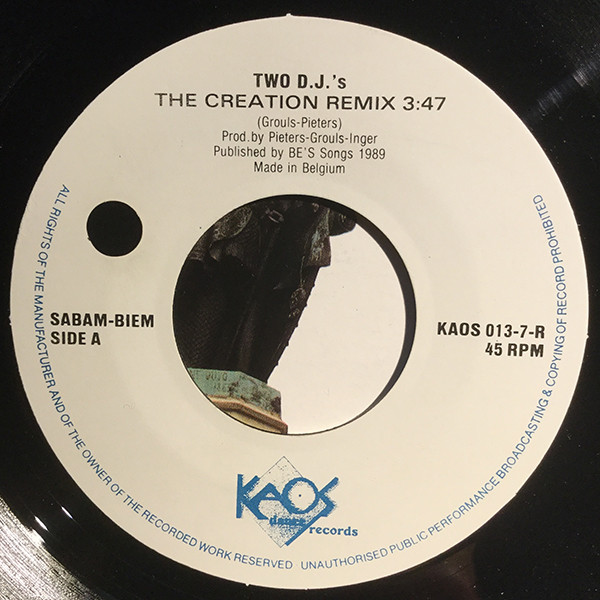 TWO D.J.'s
THE CREATION REMIX 3:47
(Grouls-Pieters)
Prod.by Pieters-Grouls-Inger
Published by BE'S Songs 1989
Made in Belgium
SABAM-BIEM
SIDE A
KAOS 013-7-R
45 RPM
KAOS
dance
records
ALL RIGHTS OF THE MANUFACTURER AND OF THE OWNER OF THE RECORDED WORK RESERVED · UNAUTHORISED PUBLIC PERFORMANCE BROADCASTING & COPYING OF RECORD PROHIBITED